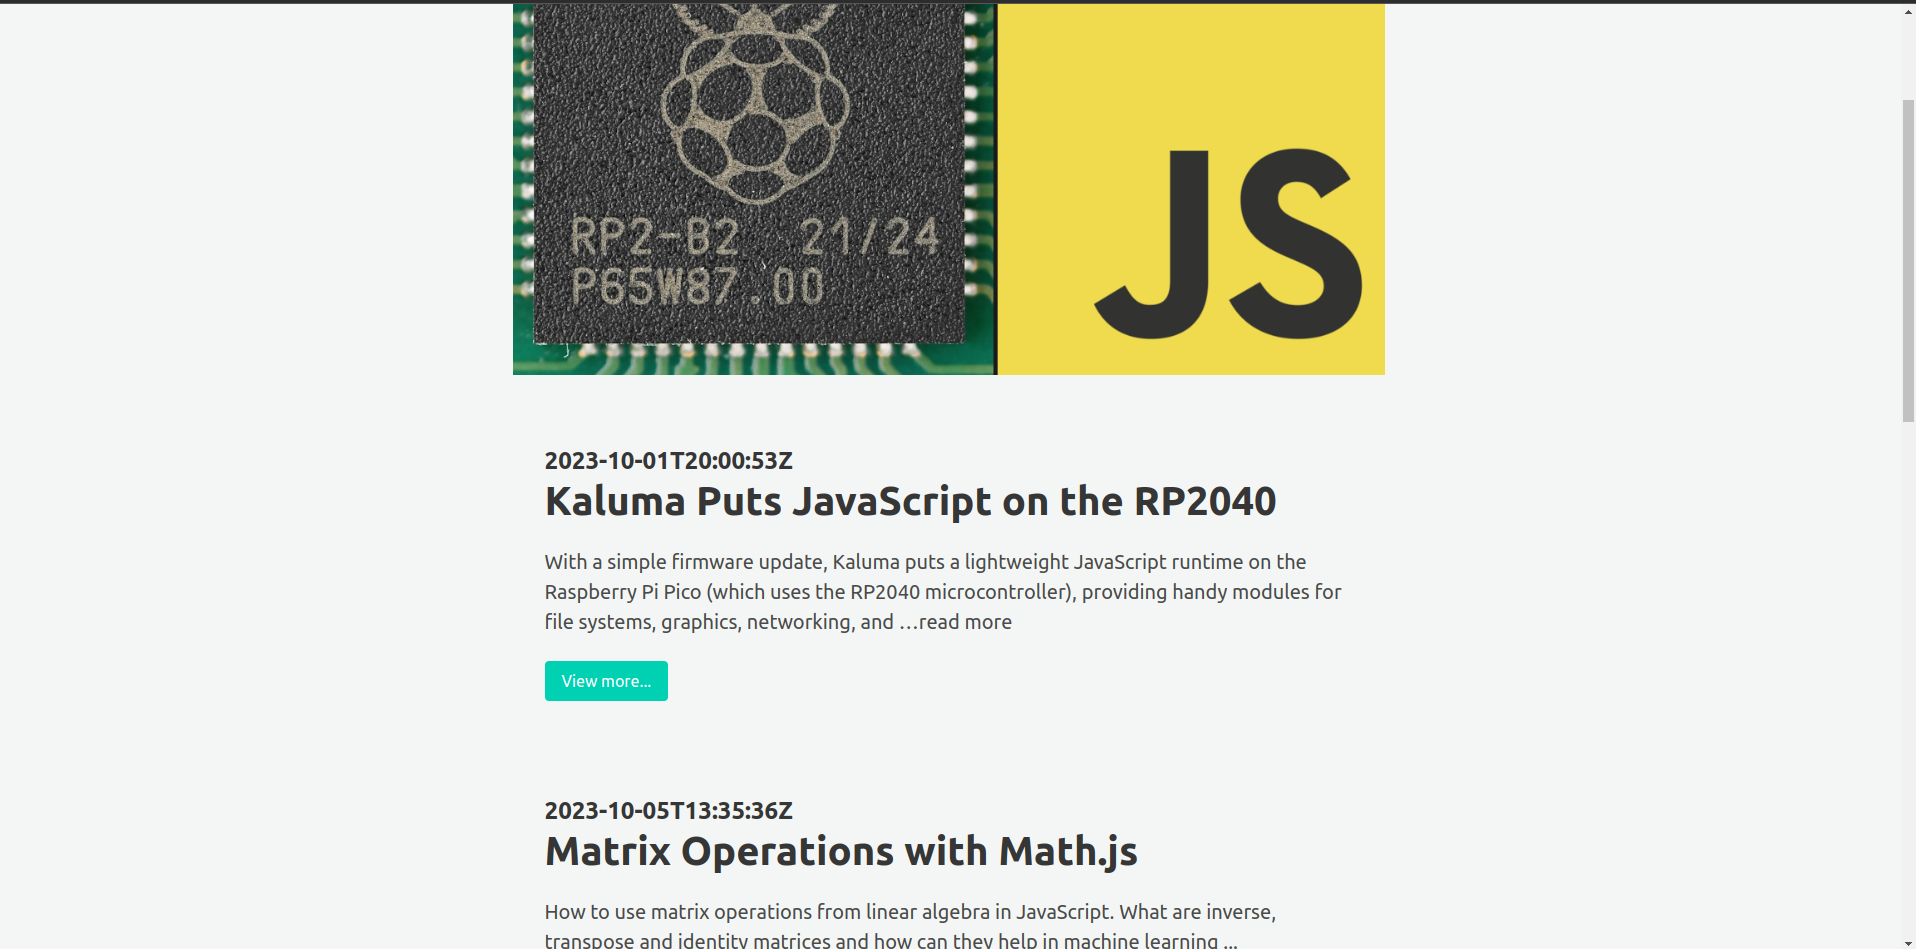 RP2-B2 21/24
P65W87.00
JS
2023-10-01T20:00:53Z
Kaluma Puts JavaScript on the RP2040
With a simple firmware update, Kaluma puts a lightweight JavaScript runtime on the
Raspberry Pi Pico (which uses the RP2040 microcontroller), providing handy modules for
file systems, graphics, networking, and …read more
View more...
2023-10-05T13:35:36Z
Matrix Operations with Math.js
How to use matrix operations from linear algebra in JavaScript. What are inverse,
transpose and identity matrices and how can they help in machine learning ...